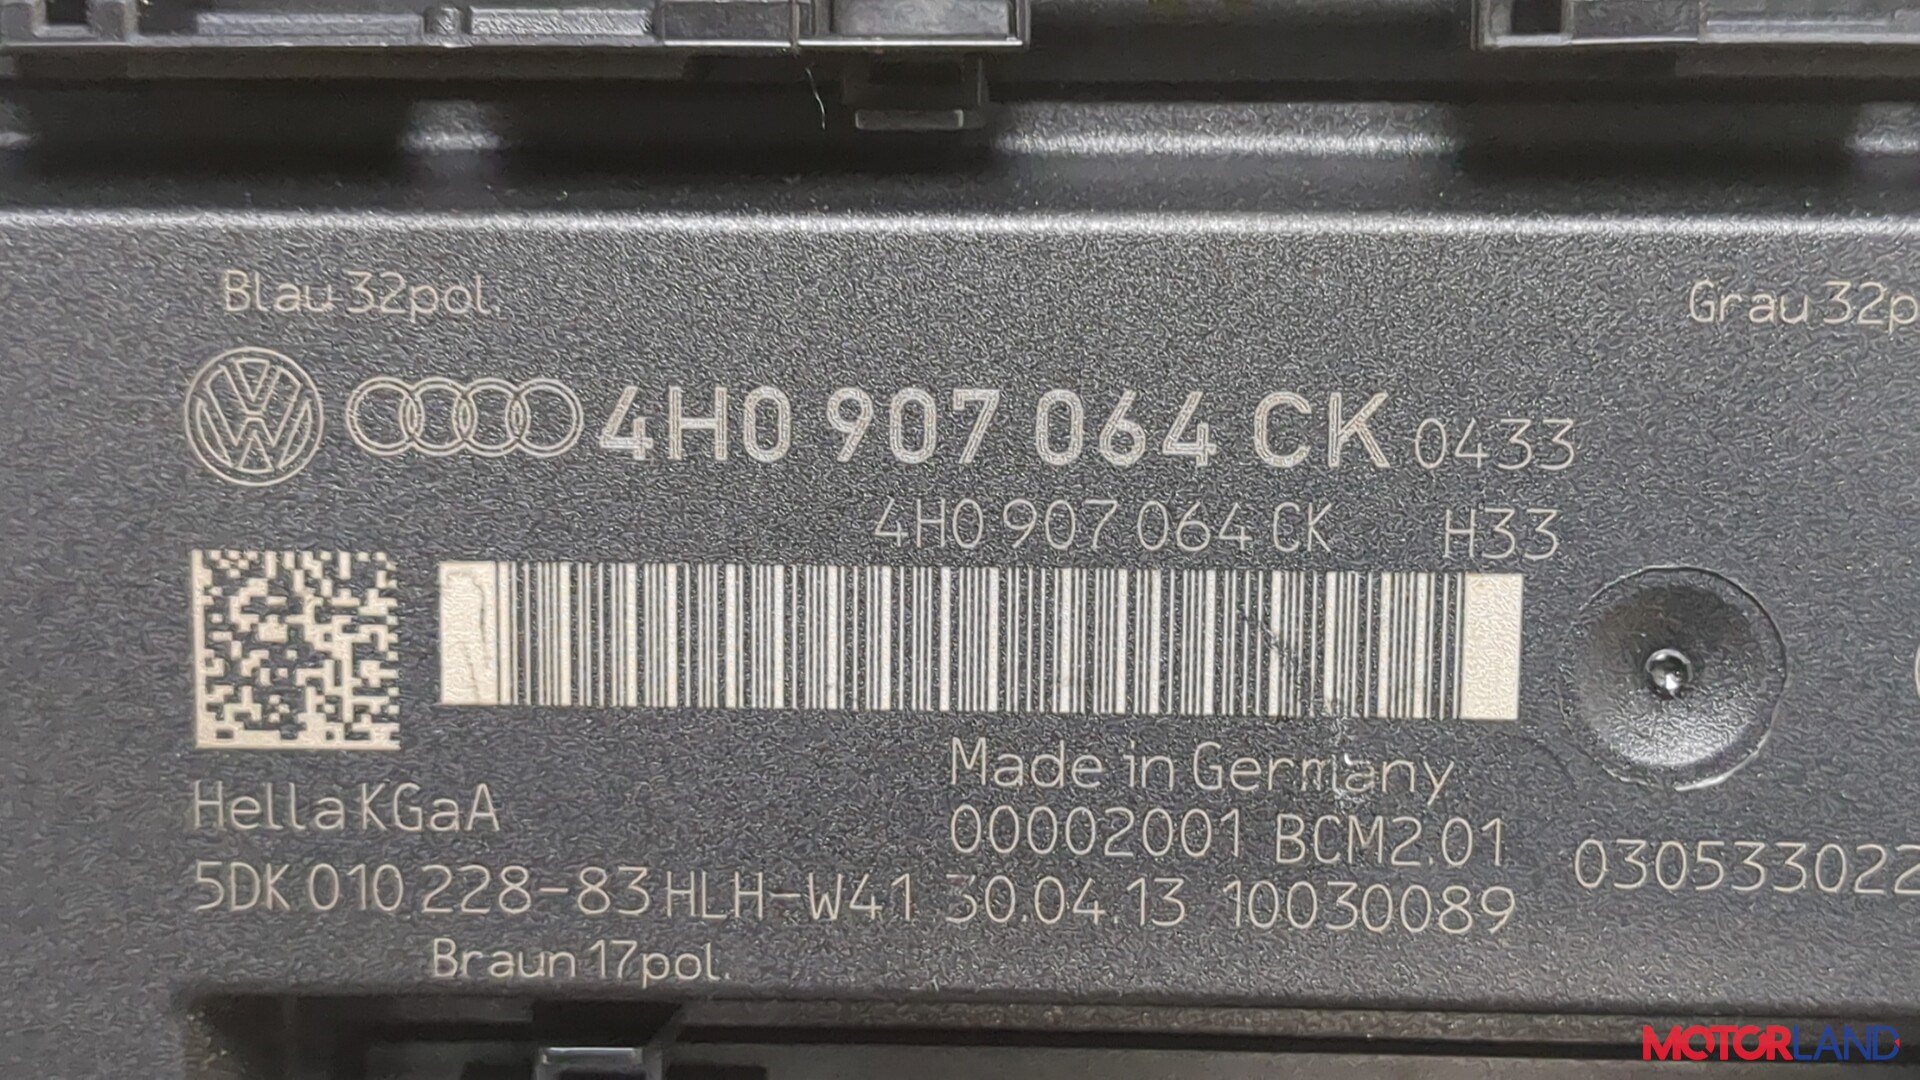 Blau 32pol.
Grau 32p
4H0 907 064 CK 0433
4H0 907 064 CK H33
Made in Germany
Hella KGaA
00002001 BCM2.01
030533022
5DK 010 228-83 HLH-W41 30.04.13 10030089
Braun 17pol.
MOTORLAND